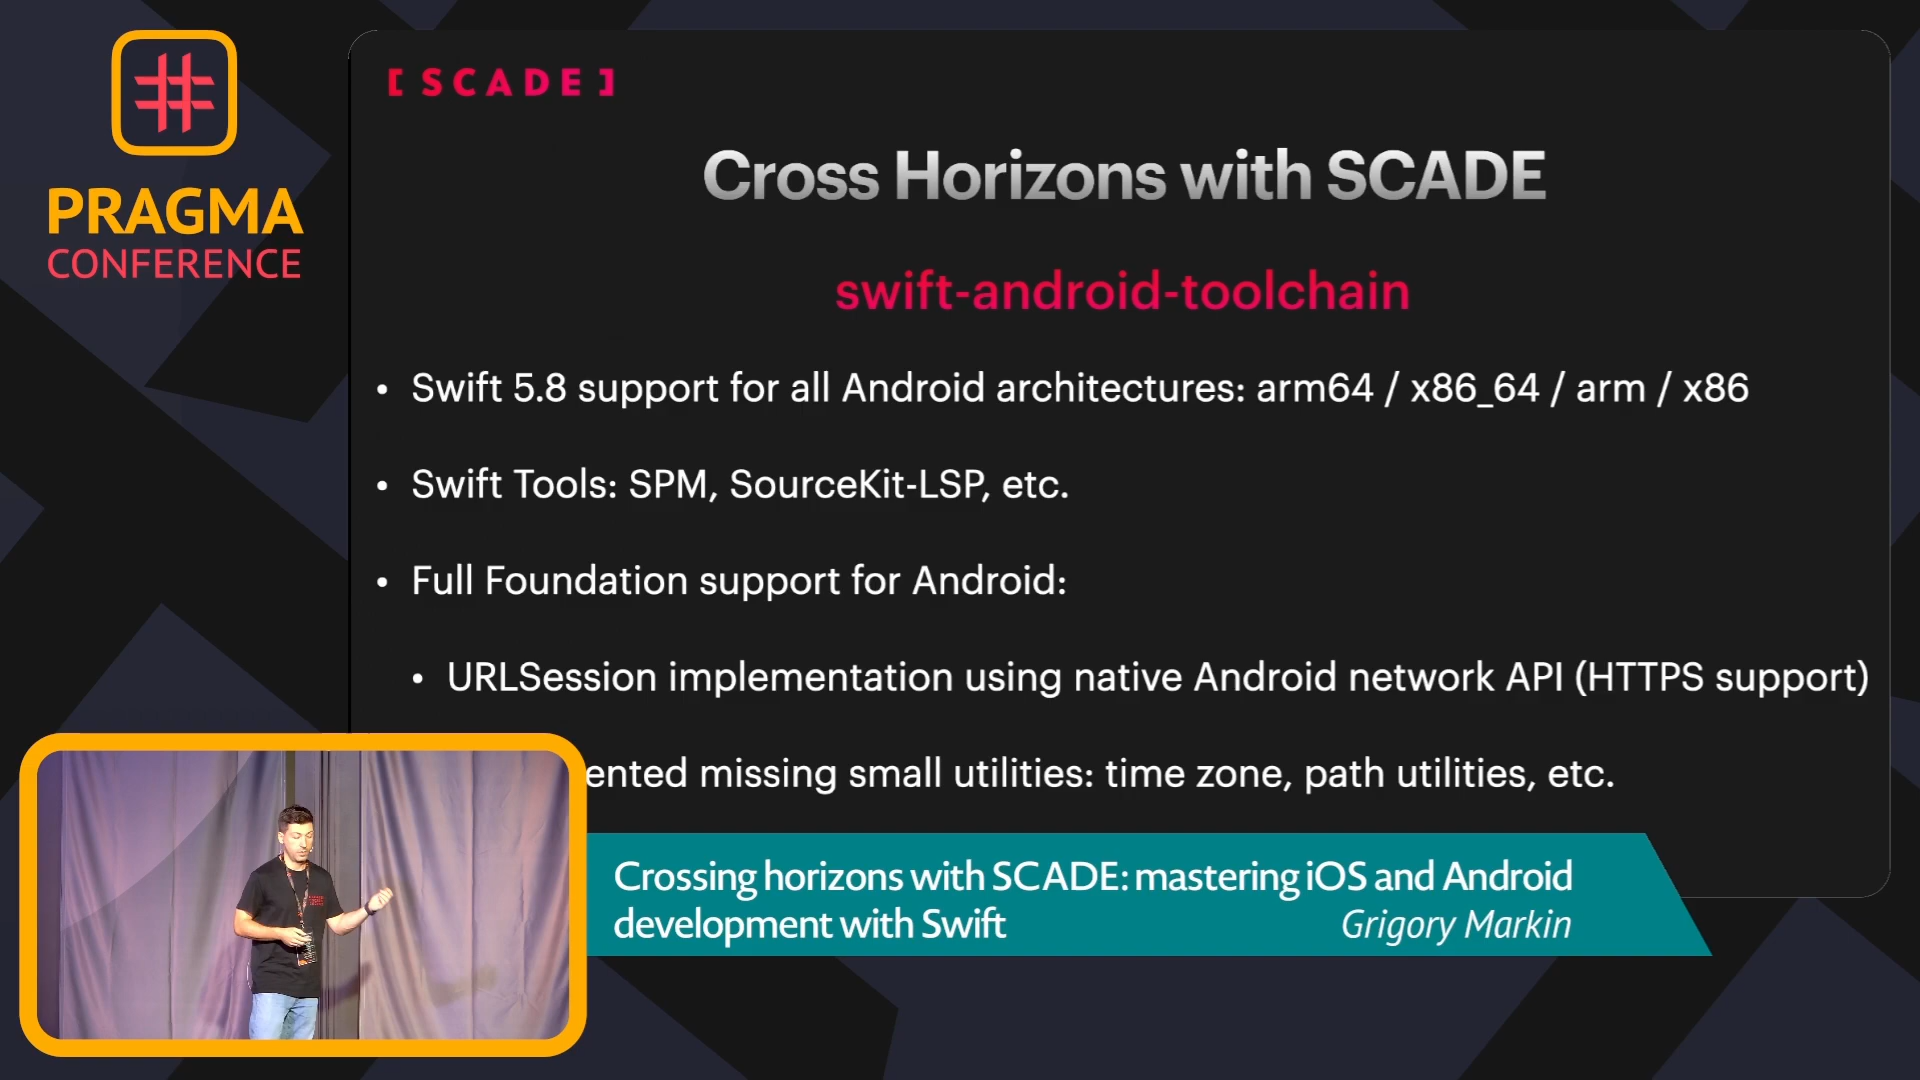 PRAGMA
CONFERENCE
[ SCADE ]
Cross Horizons with SCADE
swift-android-toolchain
• Swift 5.8 support for all Android architectures: arm64 / x86_64 / arm / x86
• Swift Tools: SPM, SourceKit-LSP, etc.
• Full Foundation support for Android:
• URLSession implementation using native Android network API (HTTPS support)
missing small utilities: time zone, path utilities, etc.
Crossing horizons with SCADE: mastering iOS and Android
development with Swift
Grigory Markin